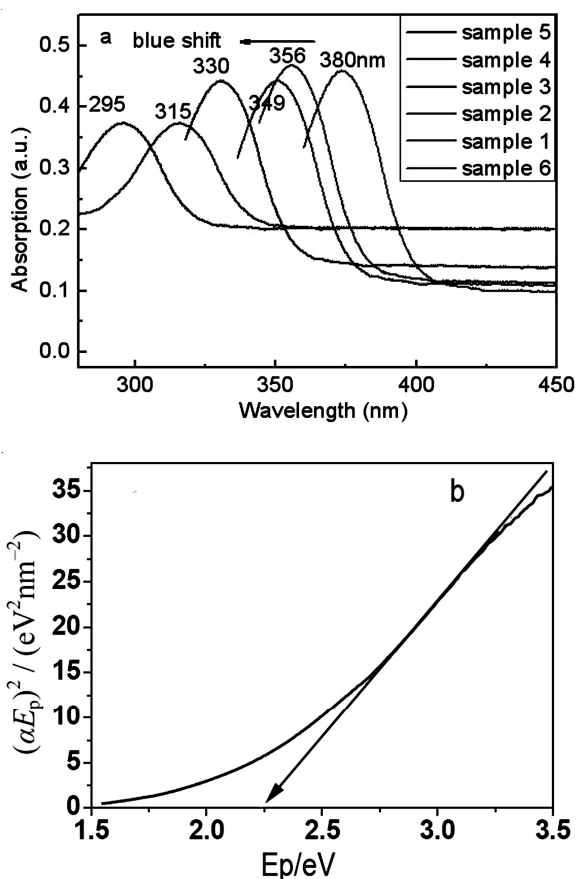 a
blue shift
295
315
330
349
356
380nm
sample 5
sample 4
sample 3
sample 2
sample 1
sample 6
Absorption (a.u.)
0.5
0.4
0.3
0.2
0.1
0.0
300 350 400 450
Wavelength (nm)
b
(αEp)² / (eV²nm⁻²)
35
30
25
20
15
10
5
0
1.5 2.0 2.5 3.0 3.5
Ep/eV